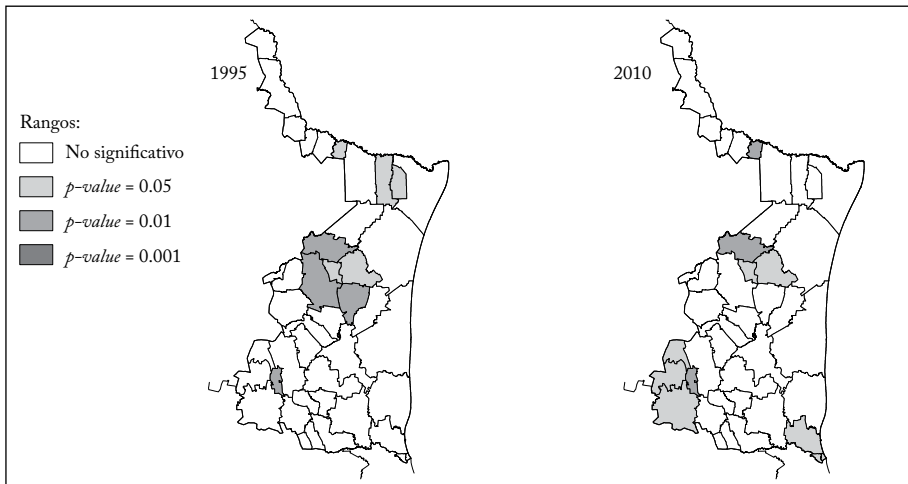 1995
2010
Rangos:
No significativo
p-value = 0.05
p-value = 0.01
p-value = 0.001